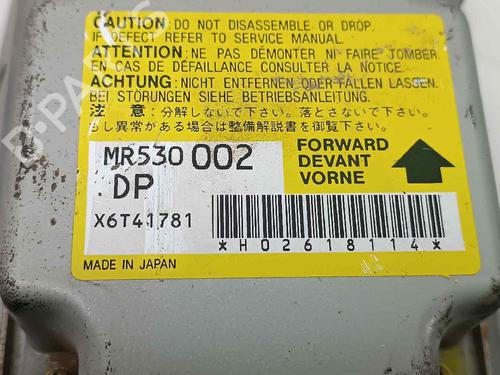 CAUTION: DO NOT DISASSEMBLE OR DROP.
IF DEFECT REFER TO SERVICE MANUAL
ATTENTION: NE PAS DÉMONTER NI FAIRE TOMBER.
EN CAS DE DÉFAILLANCE CONSULTER LA NOTICE.
ACHTUNG: NICHT ENTFERNEN ODER FALLEN LASSEN.
BEI STÖRUNGEN SIEHE BETRIEBSANLEITUNG.
注 意 : 分解しないで下さい。落とさないで下さい。
もし異常がある場合は整備解説書を御覧下さい。
MR530 002
DP
X6T41781
FORWARD
DEVANT
VORNE
*H02618114*
MADE IN JAPAN